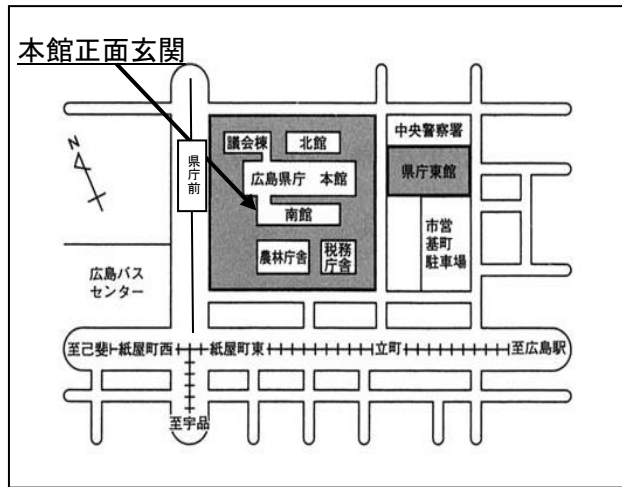 本館正面玄関
N
県庁前
議会棟
北館
広島県庁 本館
南館
農林庁舎
税務
庁舎
中央警察署
県庁東館
市営
基町
駐車場
広島バス
センター
至己斐
紙屋町西
紙屋町東
立町
至広島駅
至宇品